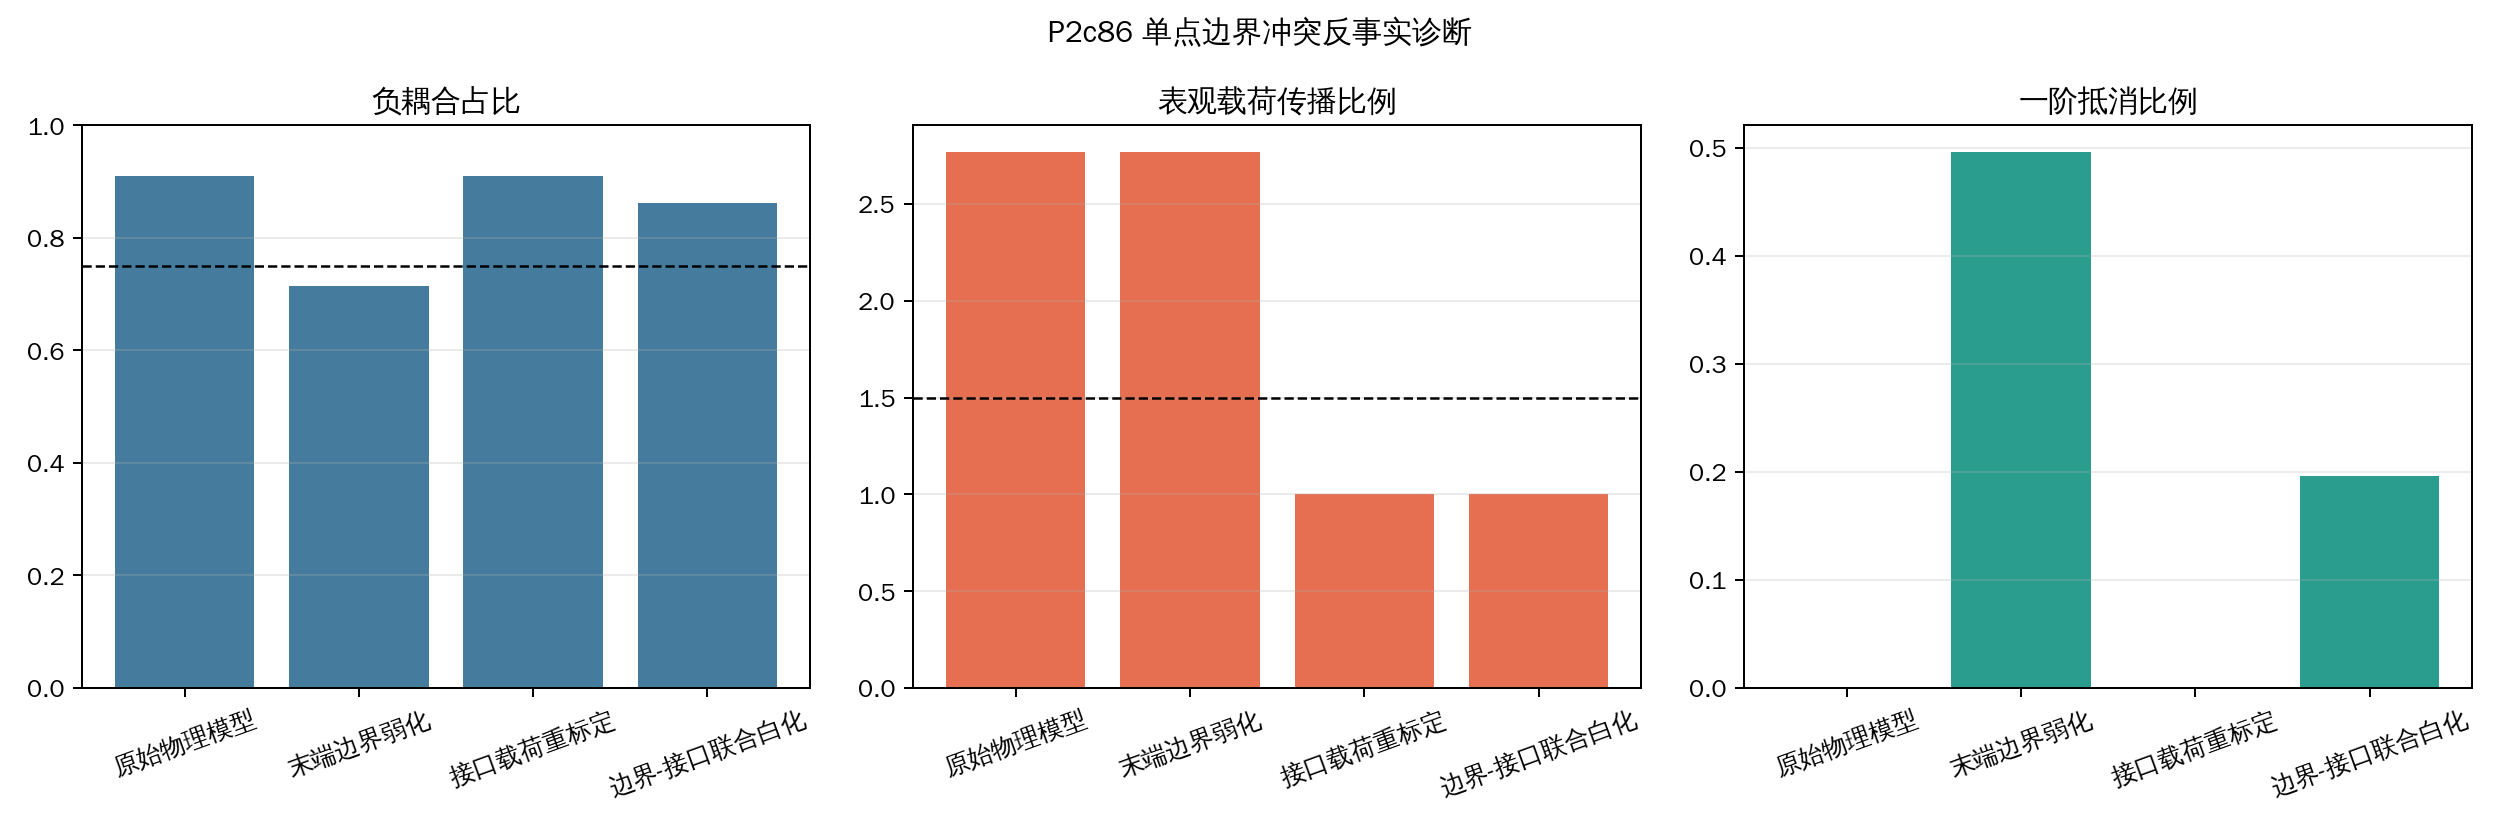 P2c86 单点边界冲突反事实诊断
负耦合占比
1.0
0.8
0.6
0.4
0.2
0.0
原始物理模型
末端边界弱化
接口载荷重标定
边界-接口联合白化
表观载荷传播比例
2.5
2.0
1.5
1.0
0.5
0.0
原始物理模型
末端边界弱化
接口载荷重标定
边界-接口联合白化
一阶抵消比例
0.5
0.4
0.3
0.2
0.1
0.0
原始物理模型
末端边界弱化
接口载荷重标定
边界-接口联合白化